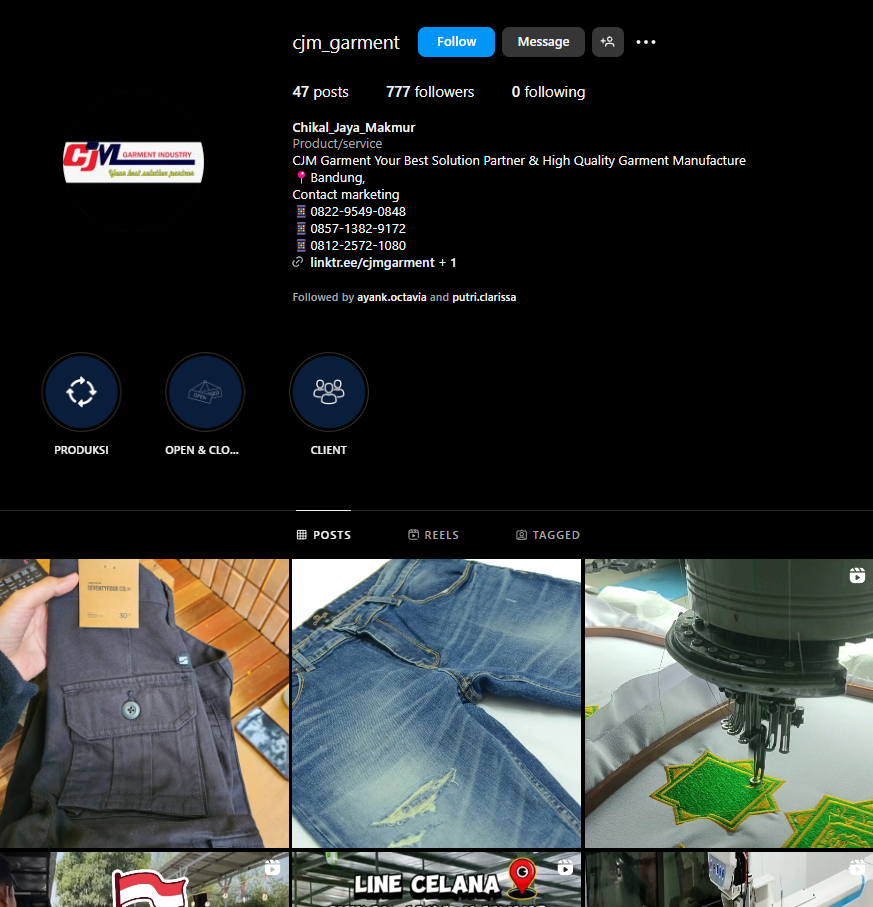 cjm_garment Follow Message
47 posts 777 followers 0 following
Chikal_Jaya_Makmur
Product/service
CJM Garment Your Best Solution Partner & High Quality Garment Manufacture
Bandung,
Contact marketing
0822-9549-0848
0857-1382-9172
0812-2572-1080
linktr.ee/cjmgarment + 1
Followed by ayank.octavia and putri.clarissa
CJM GARMENT INDUSTRY
Your best solution partner
PRODUKSI OPEN & CLO... CLIENT
OPEN
POSTS REELS TAGGED
SEVENTYFOUR CO.
30
LINE CELANA